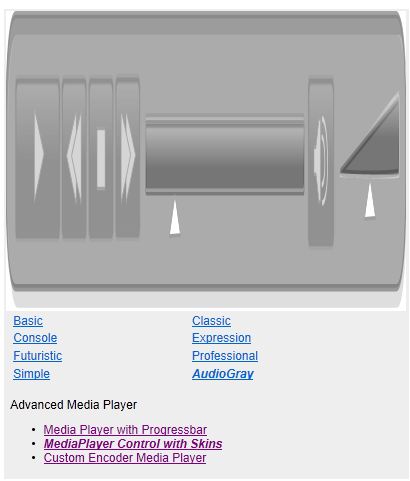 Basic Classic
Console Expression
Futuristic Professional
Simple AudioGray
Advanced Media Player
• Media Player with Progressbar
• MediaPlayer Control with Skins
• Custom Encoder Media Player